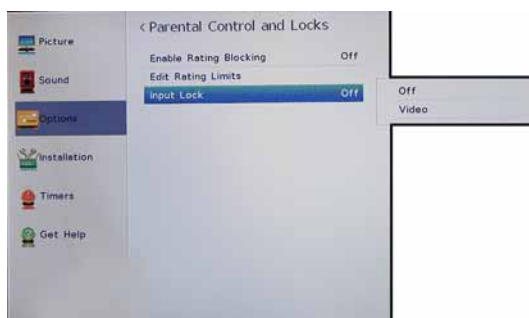 < Parental Control and Locks
Picture
Enable Rating Blocking Off
Edit Rating Limits
Sound
Input Lock Off
Off
Video
Options
Installation
Timers
Get Help